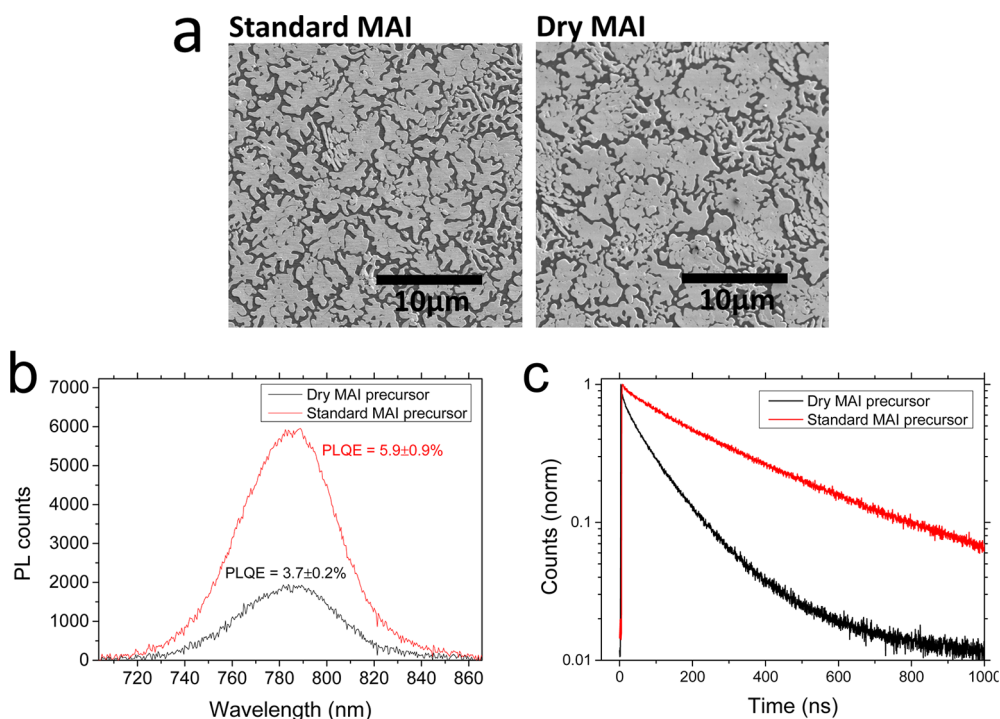 a
Standard MAI
Dry MAI
10μm
10μm
b
7000
6000
5000
4000
3000
2000
1000
0
PL counts
Dry MAI precursor
Standard MAI precursor
PLQE = 5.9±0.9%
PLQE = 3.7±0.2%
720 740 760 780 800 820 840 860
Wavelength (nm)
c
1
0.1
0.01
Counts (norm)
Dry MAI precursor
Standard MAI precursor
0 200 400 600 800 1000
Time (ns)